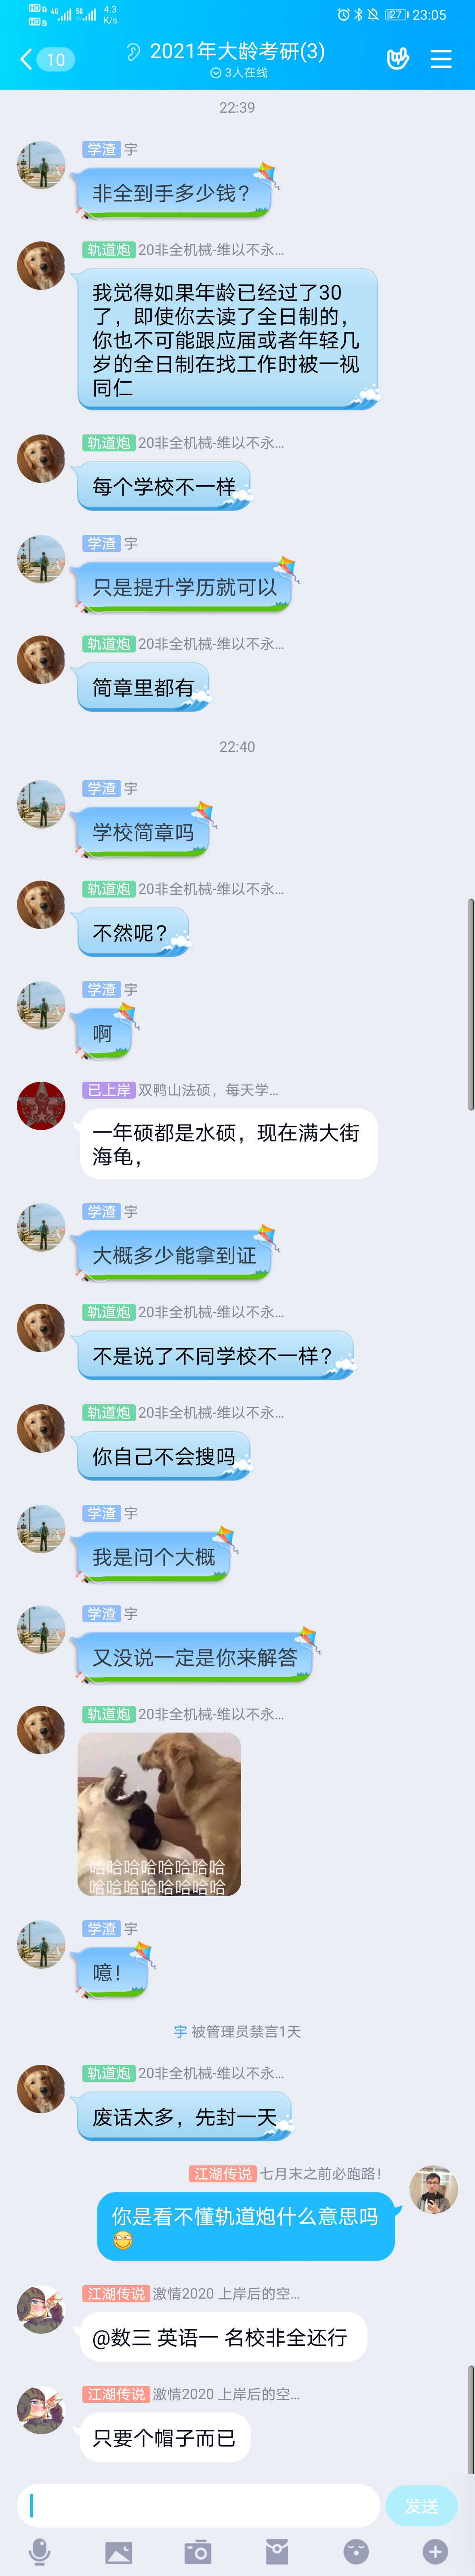 HD 4G 5G 4.3
HD K/s
27 23:05
10
2021年大龄考研(3)
3人在线
22:39
学渣 宇
非全到手多少钱？
轨道炮 20非全机械-维以不永...
我觉得如果年龄已经过了30
了，即使你去读了全日制的，
你也不可能跟应届或者年轻几
岁的全日制在找工作时被一视
同仁
轨道炮 20非全机械-维以不永...
每个学校不一样
学渣 宇
只是提升学历就可以
轨道炮 20非全机械-维以不永...
简章里都有
22:40
学渣 宇
学校简章吗
轨道炮 20非全机械-维以不永...
不然呢？
学渣 宇
啊
已上岸 双鸭山法硕，每天学...
一年硕都是水硕，现在满大街
海龟，
学渣 宇
大概多少能拿到证
轨道炮 20非全机械-维以不永...
不是说了不同学校不一样？
轨道炮 20非全机械-维以不永...
你自己不会搜吗
学渣 宇
我是问个大概
学渣 宇
又没说一定是你来解答
轨道炮 20非全机械-维以不永...
哈哈哈哈哈哈哈哈
哈哈哈哈哈哈哈哈
学渣 宇
噫！
宇 被管理员禁言1天
轨道炮 20非全机械-维以不永...
废话太多，先封一天
江湖传说 七月末之前必跑路！
你是看不懂轨道炮什么意思吗
江湖传说 激情2020 上岸后的空...
@数三 英语一 名校非全还行
江湖传说 激情2020 上岸后的空...
只要个帽子而已
发送